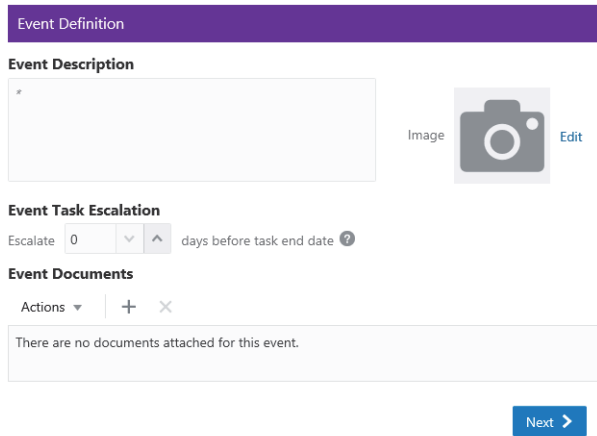 Event Definition
Event Description
*
Image
Edit
Event Task Escalation
Escalate 0 days before task end date ?
Event Documents
Actions
There are no documents attached for this event.
Next